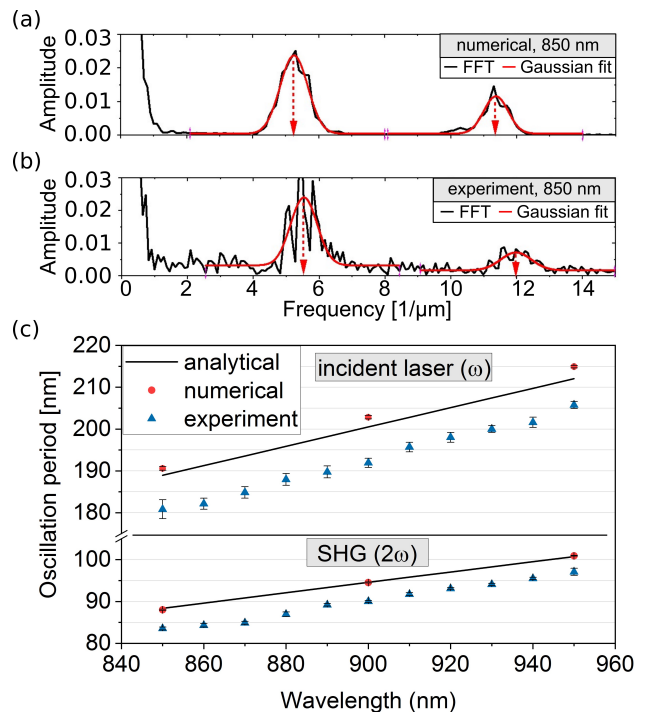 (a)
Amplitude
0.03
0.02
0.01
0.00
numerical, 850 nm
FFT Gaussian fit
(b)
Amplitude
0.03
0.02
0.01
0.00
experiment, 850 nm
FFT Gaussian fit
0 2 4 6 8 10 12 14
Frequency [1/μm]
(c)
Oscillation period [nm]
220
210
200
190
180
100
90
80
analytical
numerical
experiment
incident laser (ω)
SHG (2ω)
840 860 880 900 920 940 960
Wavelength (nm)